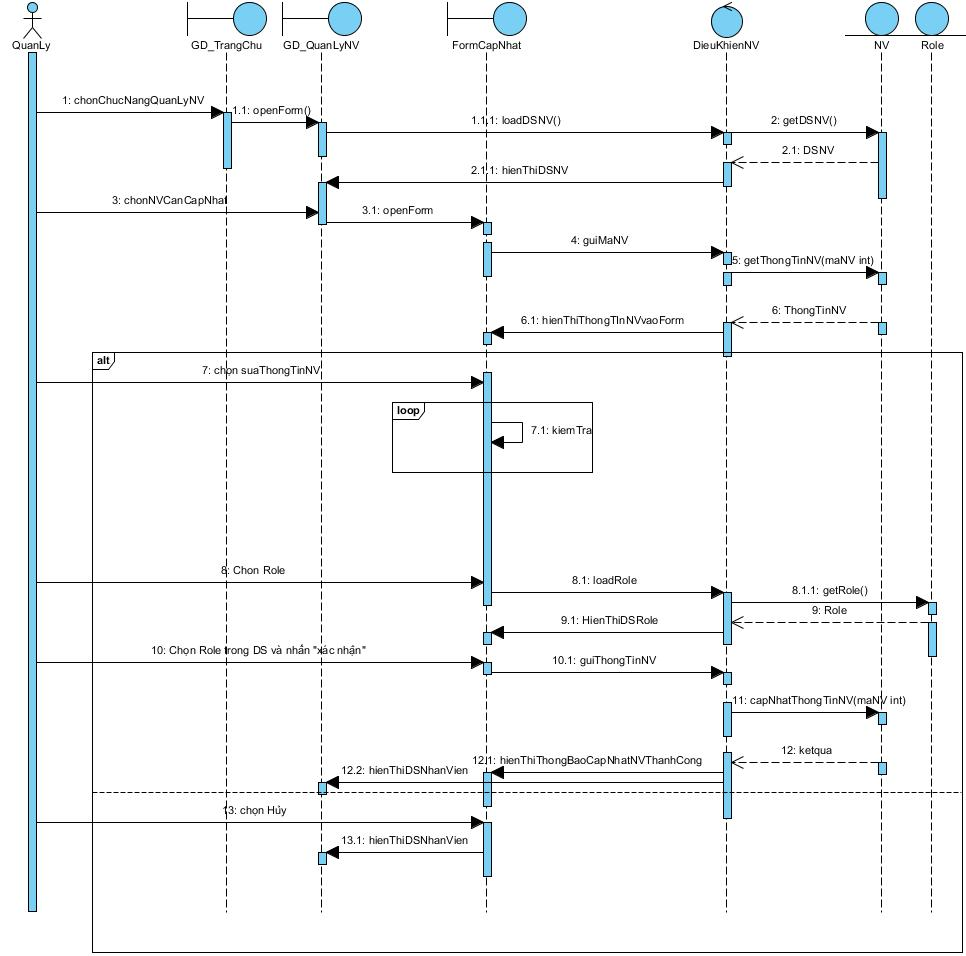 QuanLy
GD_TrangChu
GD_QuanLyNV
FormCapNhat
DieuKhienNV
NV
Role
1: chonChucNangQuanLyNV
1.1: openForm()
1.1.1: loadDSNV()
2: getDSNV()
2.1: DSNV
2.1.1: hienThiDSNV
3: chonNVCanCapNhat
3.1: openForm
4: guiMaNV
5: getThongTinNV(maNV int)
6: ThongTinNV
6.1: hienThiThongTInNVvaoForm
alt
7: chọn suaThongTinNV
loop
7.1: kiemTra
8: Chon Role
8.1: loadRole
8.1.1: getRole()
9: Role
9.1: HienThiDSRole
10: Chọn Role trong DS và nhấn "xác nhận"
10.1: guiThongTinNV
11: capNhatThongTinNV(maNV int)
12: ketqua
12.1: hienThiThongBaoCapNhatNVThanhCong
12.2: hienThiDSNhanVien
13: chọn Hủy
13.1: hienThiDSNhanVien